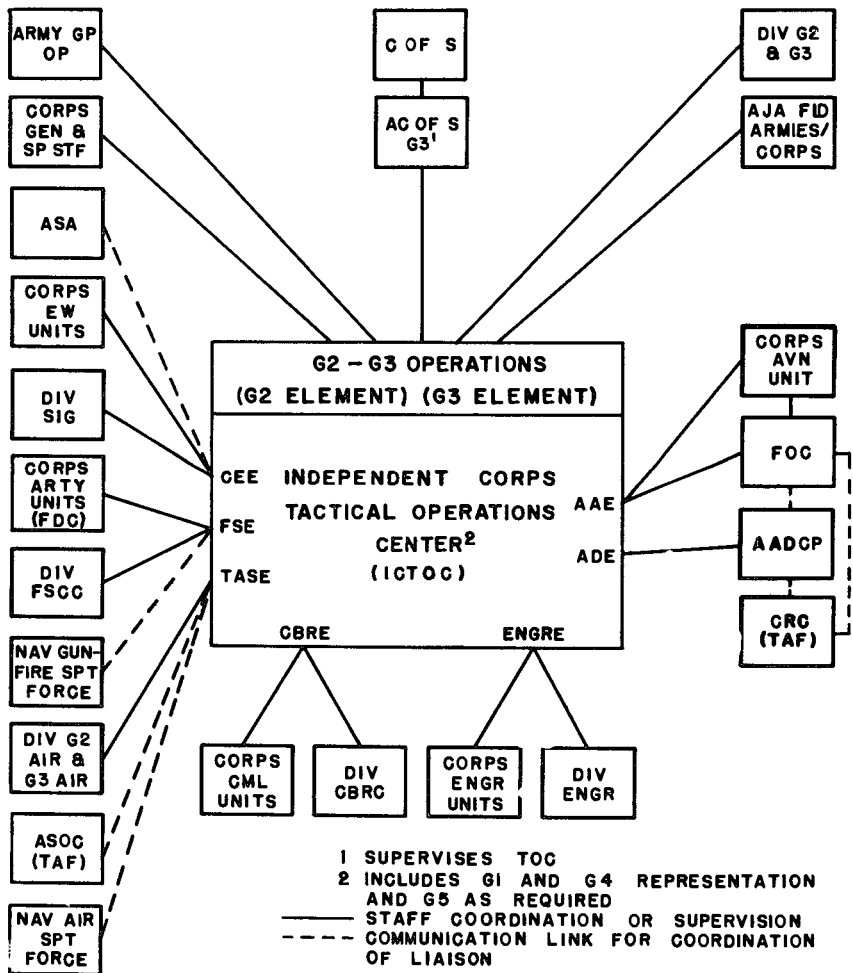 ARMY GP
OP
C OF S
DIV G2
& G3
CORPS
GEN &
SP STF
AC OF S
G3¹
AJA FLD
ARMIES/
CORPS
ASA
CORPS
EW
UNITS
DIV
SIG
CORPS
ARTY
UNITS
(FDC)
DIV
FSCC
NAV GUN-
FIRE SPT
FORCE
DIV G2
AIR &
G3 AIR
ASOC
(TAF)
NAV AIR
SPT
FORCE
G2 – G3 OPERATIONS
(G2 ELEMENT) (G3 ELEMENT)
CEE
FSE
TASE
INDEPENDENT CORPS
TACTICAL OPERATIONS
CENTER²
(ICTOC)
AAE
ADE
CBRE
ENGRE
CORPS
AVN
UNIT
FOC
AADCP
CRC
(TAF)
CORPS
CML
UNITS
DIV
CBRC
CORPS
ENGR
UNITS
DIV
ENGR
1 SUPERVISES TOC
2 INCLUDES G1 AND G4 REPRESENTATION
AND G5 AS REQUIRED
STAFF COORDINATION OR SUPERVISION
COMMUNICATION LINK FOR COORDINATION
OF LIAISON